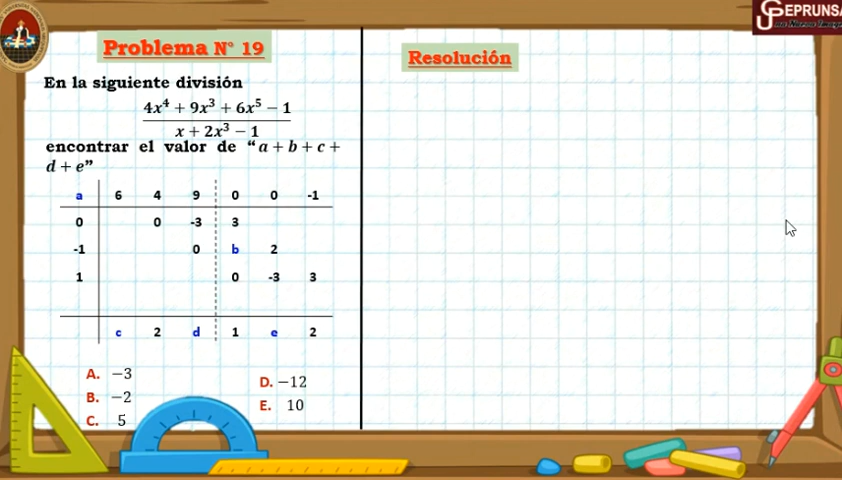 CEPRUNSA
Problema N° 19
Resolución
En la siguiente división
4x⁴ + 9x³ + 6x⁵ − 1
x + 2x³ − 1
encontrar el valor de “a + b + c +
d + e”
a 6 4 9 0 0 -1
0 0 -3 3
-1 0 b 2
1 0 -3 3
c 2 d 1 e 2
A. −3
B. −2
C. 5
D. −12
E. 10